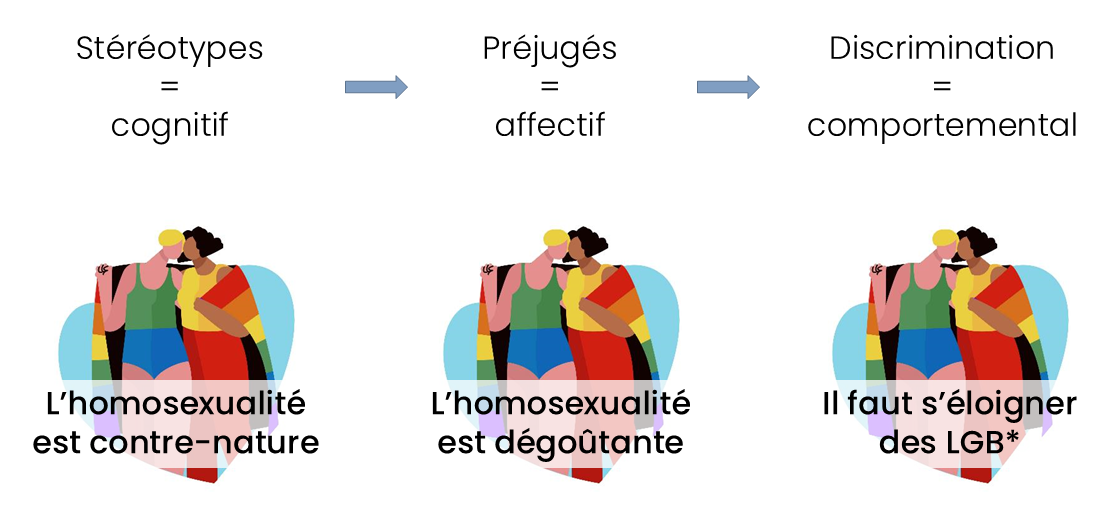 Stéréotypes
=
cognitif
Préjugés
=
affectif
Discrimination
=
comportemental
L’homosexualité
est contre-nature
L’homosexualité
est dégoûtante
Il faut s’éloigner
des LGB*